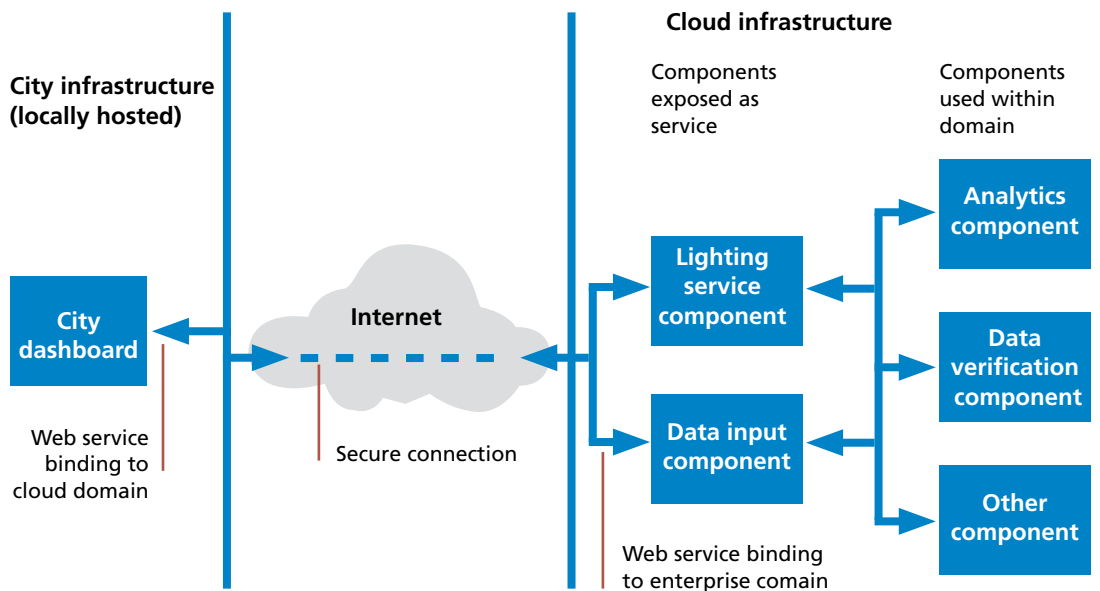 Cloud infrastructure
City infrastructure
(locally hosted)
Components
exposed as
service
Components
used within
domain
Analytics
component
Lighting
service
component
City
dashboard
Internet
Data
verification
component
Web service
binding to
cloud domain
Secure connection
Data input
component
Other
component
Web service binding
to enterprise comain